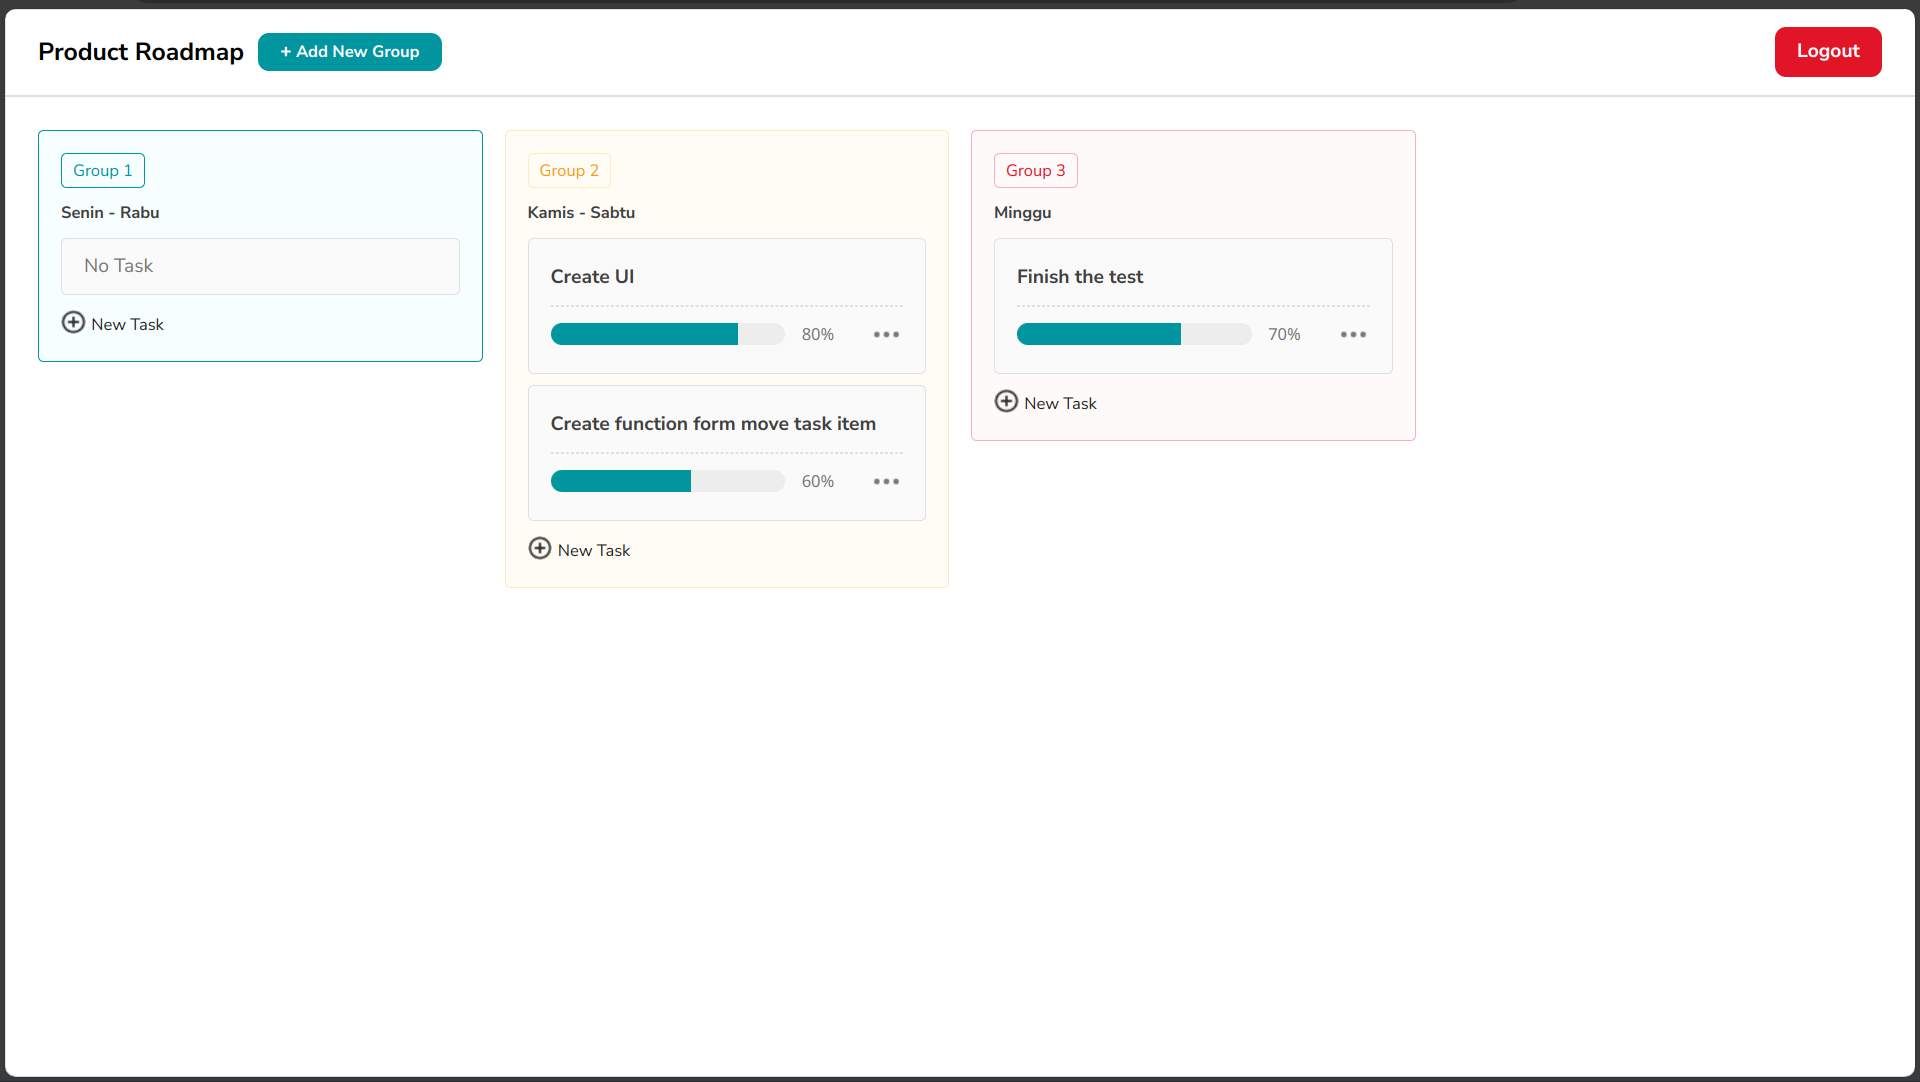 Product Roadmap
+ Add New Group
Logout
Group 1
Senin - Rabu
No Task
New Task
Group 2
Kamis - Sabtu
Create UI
80%
Create function form move task item
60%
New Task
Group 3
Minggu
Finish the test
70%
New Task